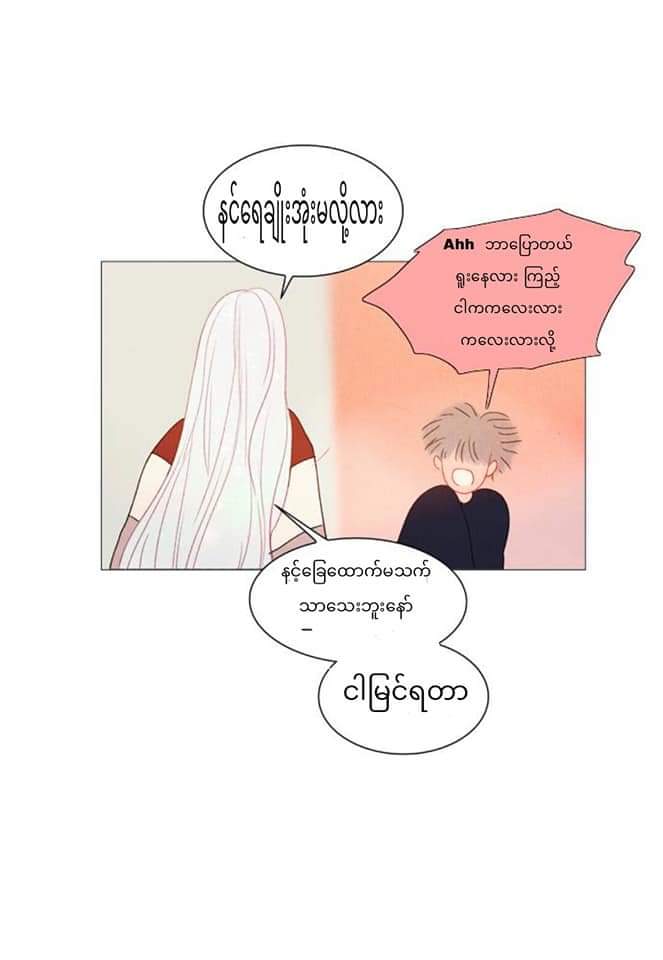 နင်ရေချိုးအုံးမလို့လား
Ahh ဘာပြောတယ်
ရူးနေလား ကြည့်
ငါကကလေးလား
ကလေးလားလို့
နင့်ခြေထောက်မသက်
သာသေးဘူးနော်
ငါမြင်ရတာ